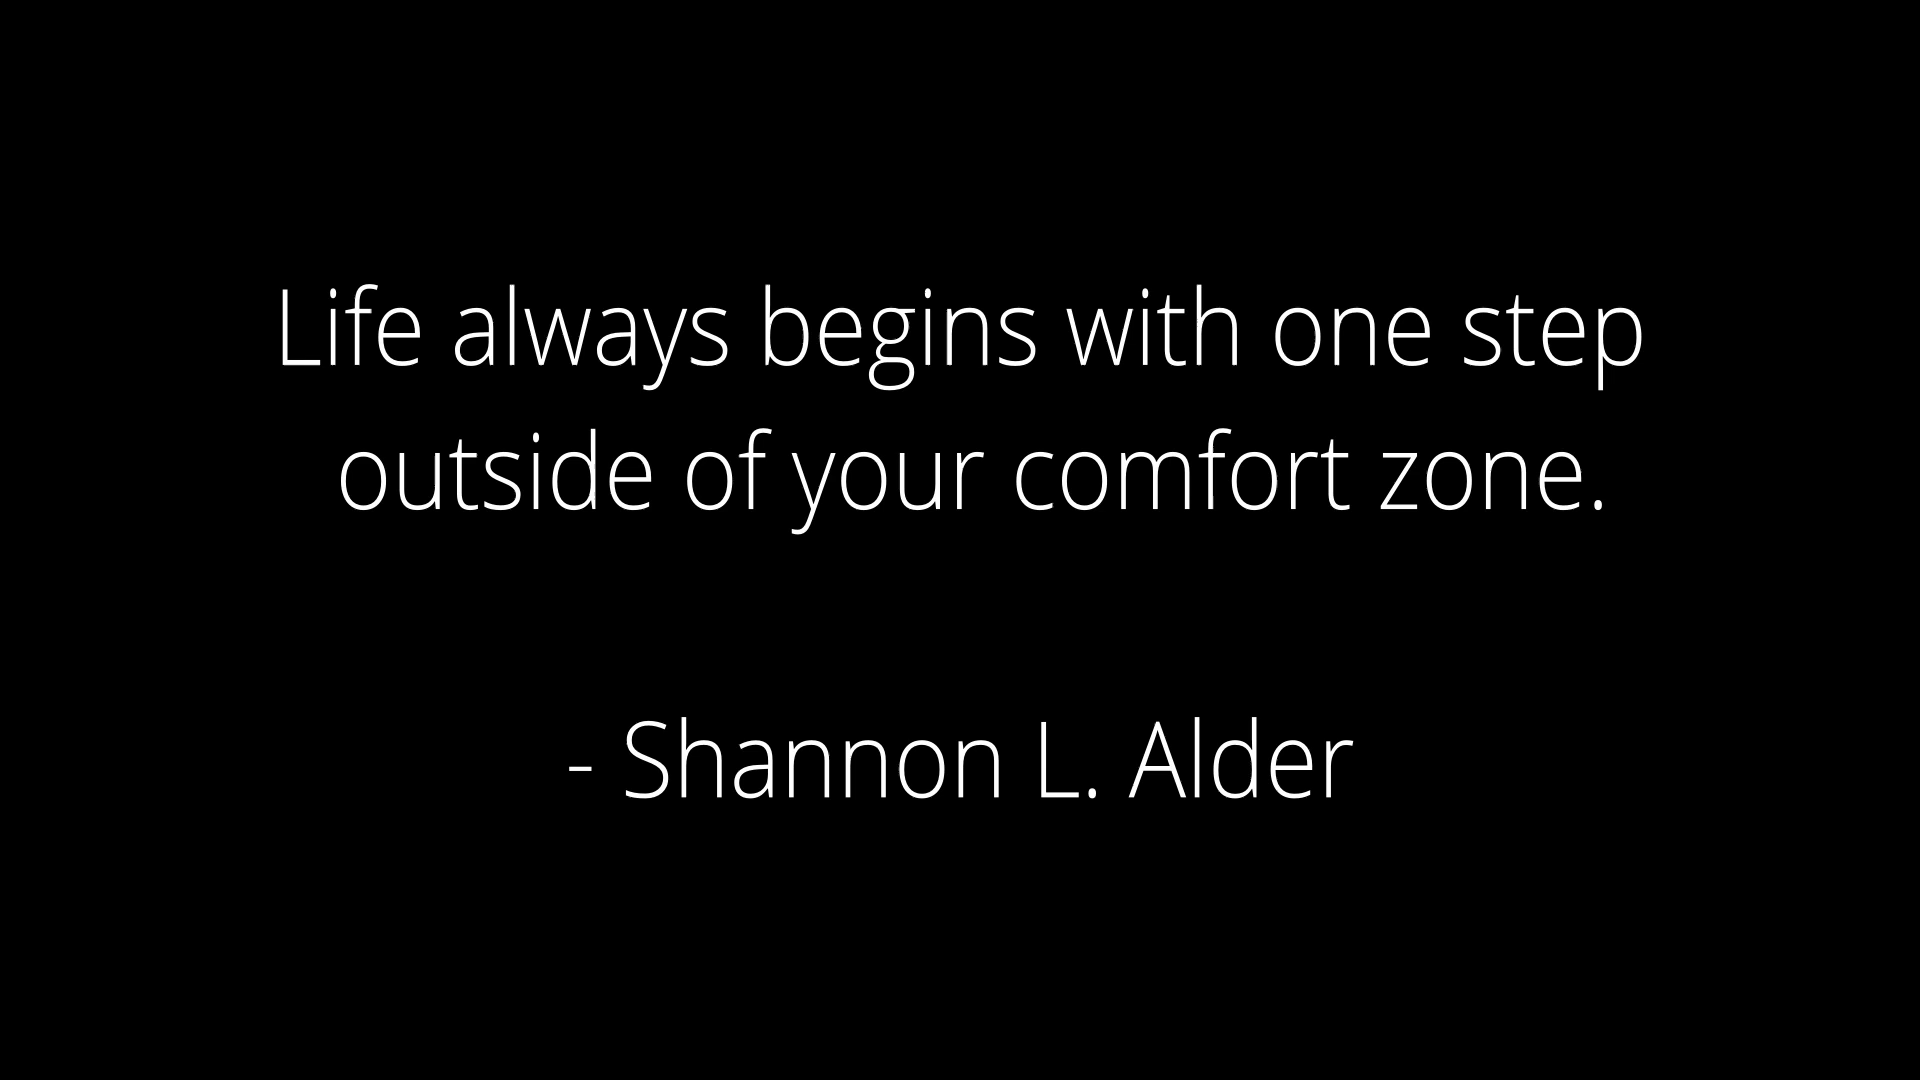 Life always begins with one step
outside of your comfort zone.
- Shannon L. Alder